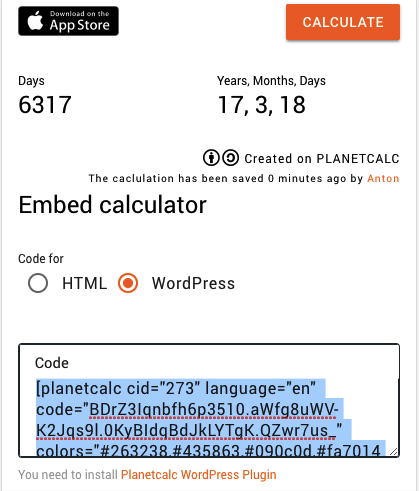 Download on the
App Store
CALCULATE
Days
Years, Months, Days
6317
17, 3, 18
Created on PLANETCALC
The caclulation has been saved 0 minutes ago by Anton
Embed calculator
Code for
HTML
WordPress
Code
[planetcalc cid="273" language="en"
code="BDrZ3Iqnbfh6p3510.aWfg8uWV-
K2Jqs9l.0KyBIdqBdJkLYTgK.QZwr7us_"
colors="#263238,#435863,#090c0d,#fa7014
You need to install Planetcalc WordPress Plugin